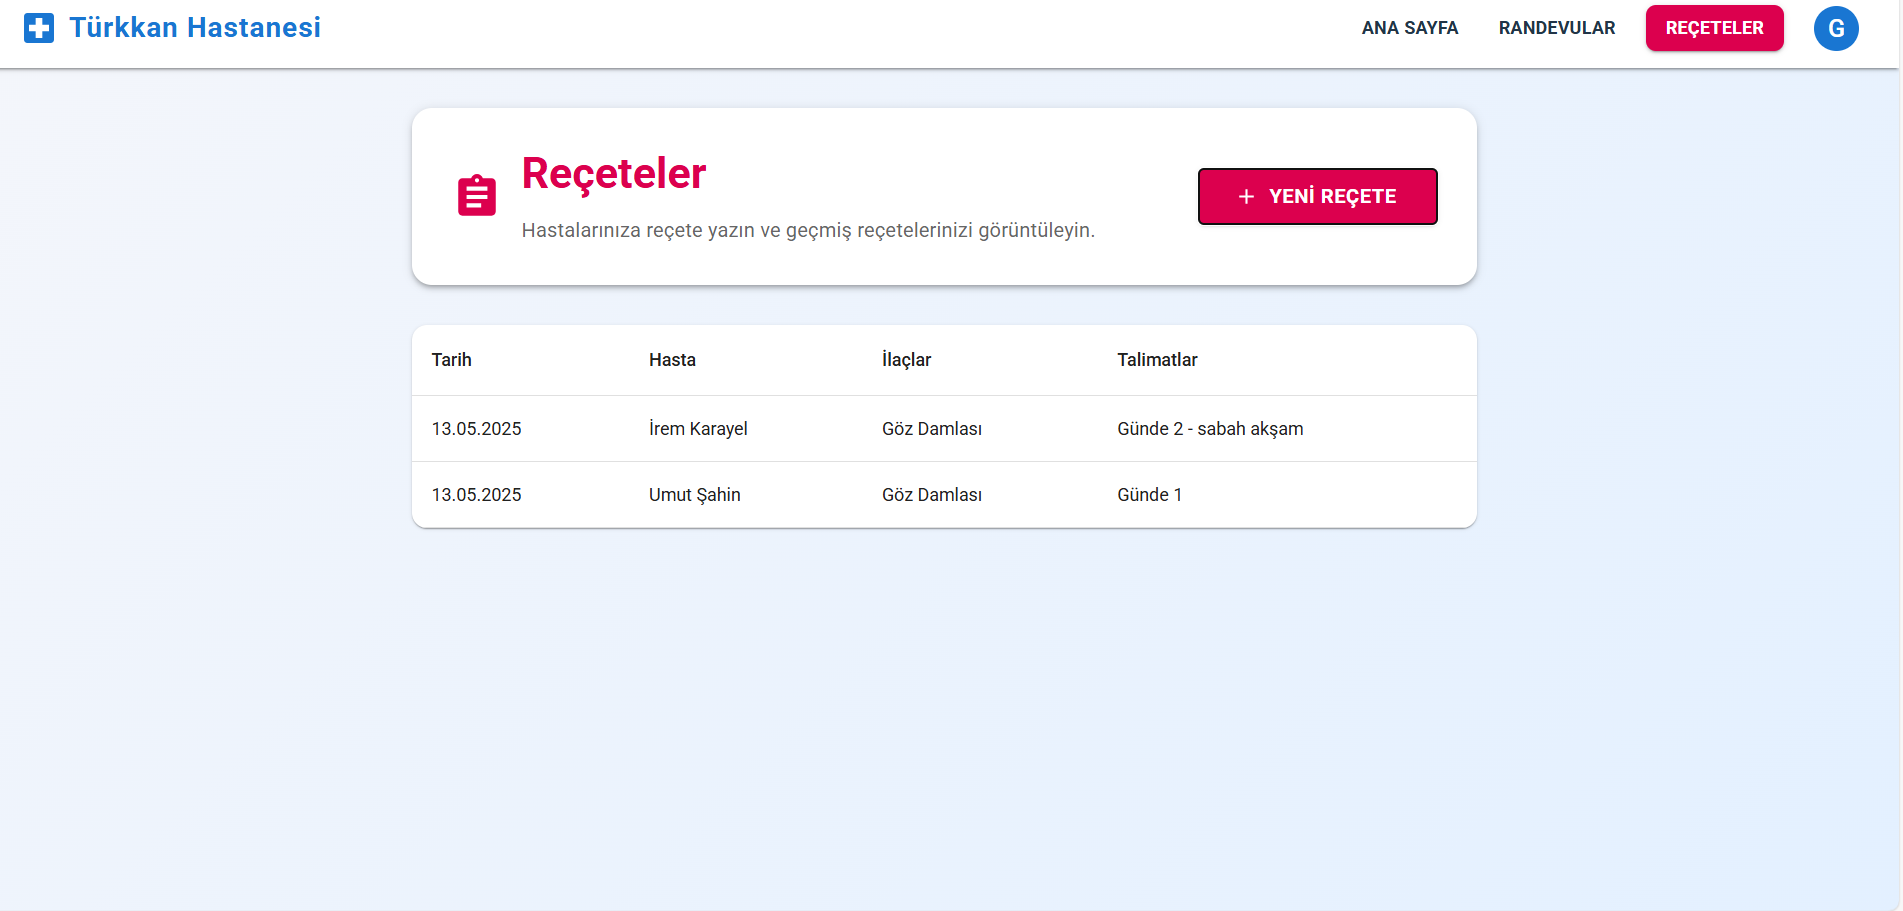 Türkkan Hastanesi
ANA SAYFA
RANDEVULAR
REÇETELER
G
Reçeteler
Hastalarınıza reçete yazın ve geçmiş reçetelerinizi görüntüleyin.
+ YENİ REÇETE
Tarih Hasta İlaçlar Talimatlar
13.05.2025 İrem Karayel Göz Damlası Günde 2 - sabah akşam
13.05.2025 Umut Şahin Göz Damlası Günde 1